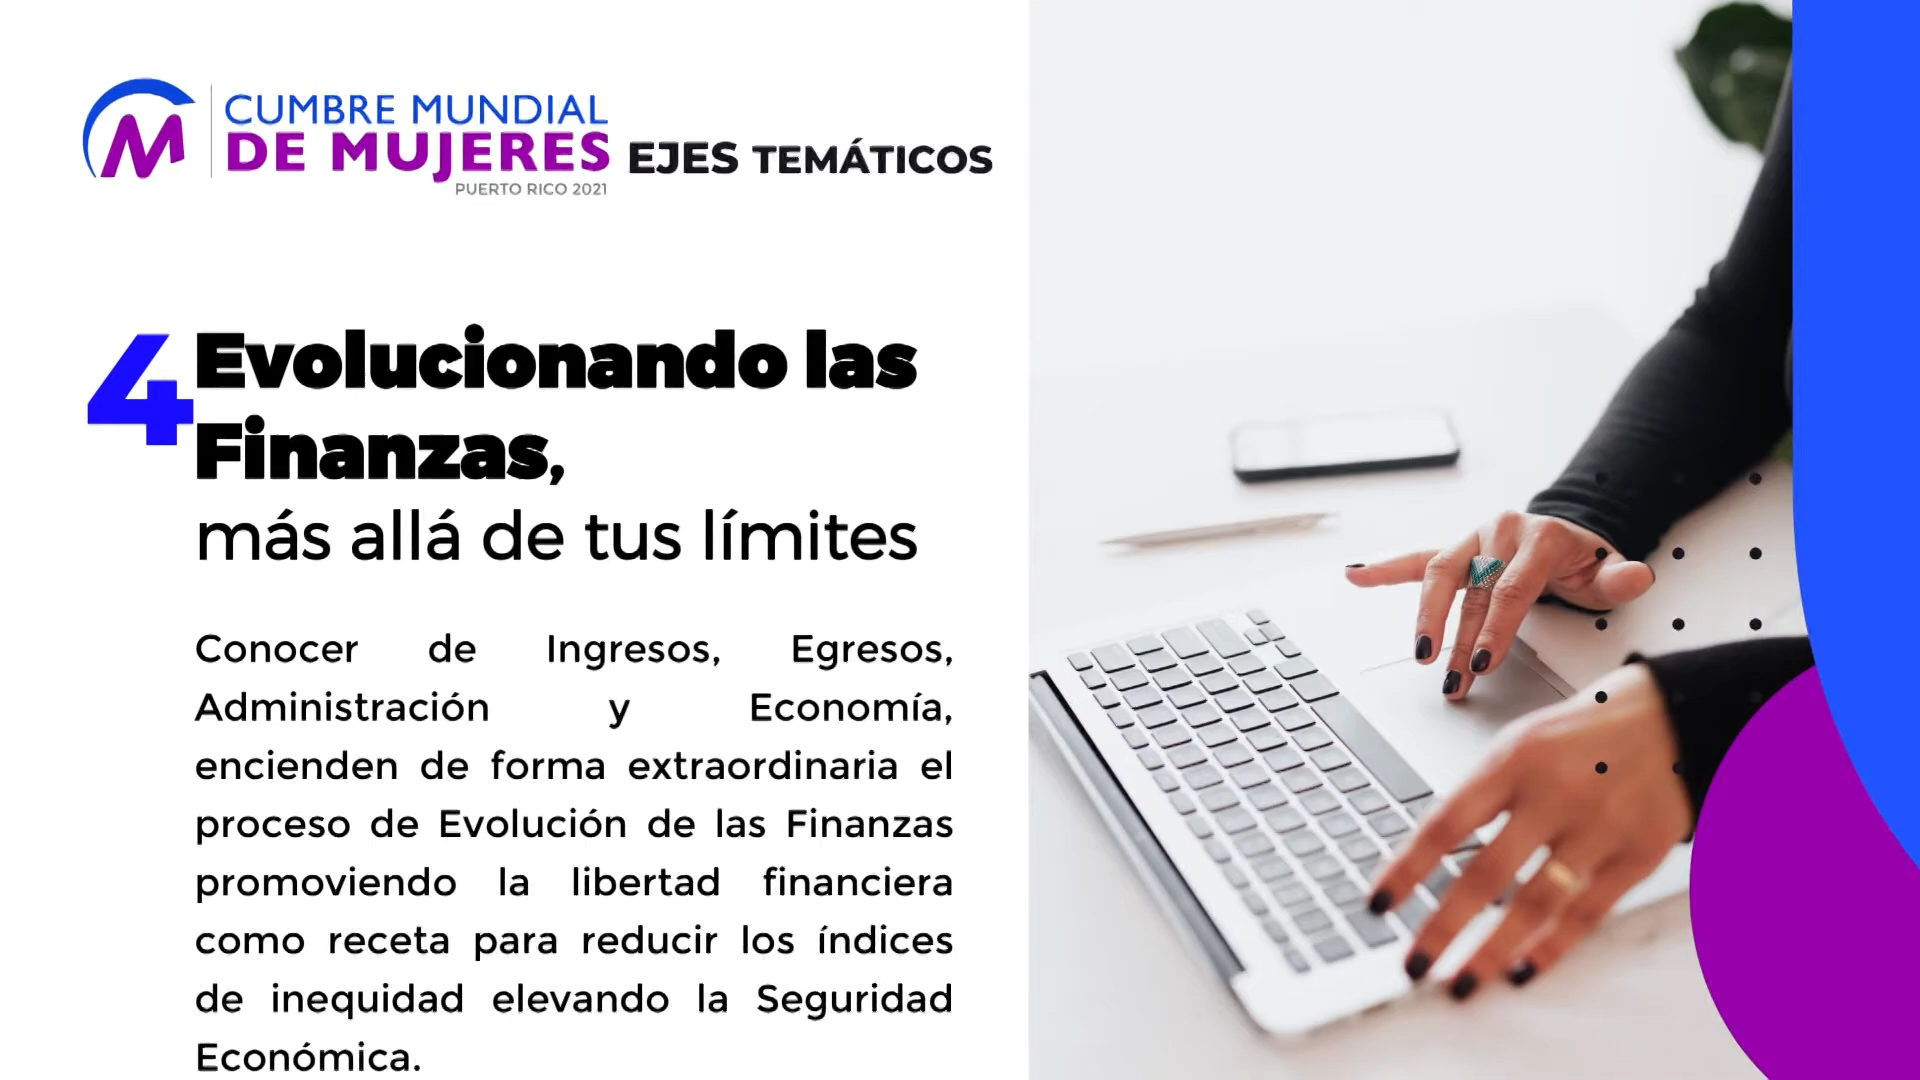 M
CUMBRE MUNDIAL
DE MUJERES
PUERTO RICO 2021
EJES TEMÁTICOS
4
Evolucionando las
Finanzas,
más allá de tus límites
Conocer de Ingresos, Egresos,
Administración y Economía,
encienden de forma extraordinaria el
proceso de Evolución de las Finanzas
promoviendo la libertad financiera
como receta para reducir los índices
de inequidad elevando la Seguridad
Económica.